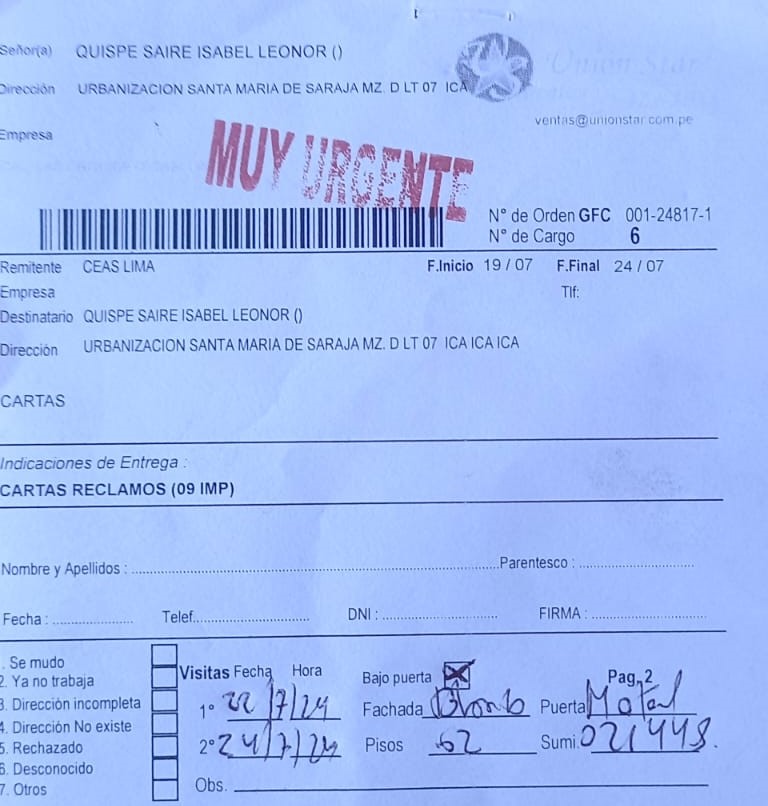 Señor(a) QUISPE SAIRE ISABEL LEONOR ()
Union Star
Dirección URBANIZACION SANTA MARIA DE SARAJA MZ. D LT 07 ICA
ventas@unionstar.com.pe
Empresa
MUY URGENTE
N° de Orden GFC 001-24817-1
N° de Cargo 6
Remitente CEAS LIMA F.Inicio 19 / 07 F.Final 24 / 07
Empresa Tlf:
Destinatario QUISPE SAIRE ISABEL LEONOR ()
Dirección URBANIZACION SANTA MARIA DE SARAJA MZ. D LT 07 ICA ICA ICA
CARTAS
Indicaciones de Entrega :
CARTAS RECLAMOS (09 IMP)
Nombre y Apellidos : Parentesco :
Fecha : Telef. DNI : FIRMA :
. Se mudo
2. Ya no trabaja Visitas Fecha Hora Bajo puerta Pag. 2
3. Dirección incompleta 1° 22/7/24 Fachada Puerta Metal
4. Dirección No existe
5. Rechazado 2° 24/7/24 Pisos 02 Sumi. 021448.
6. Desconocido
7. Otros Obs.